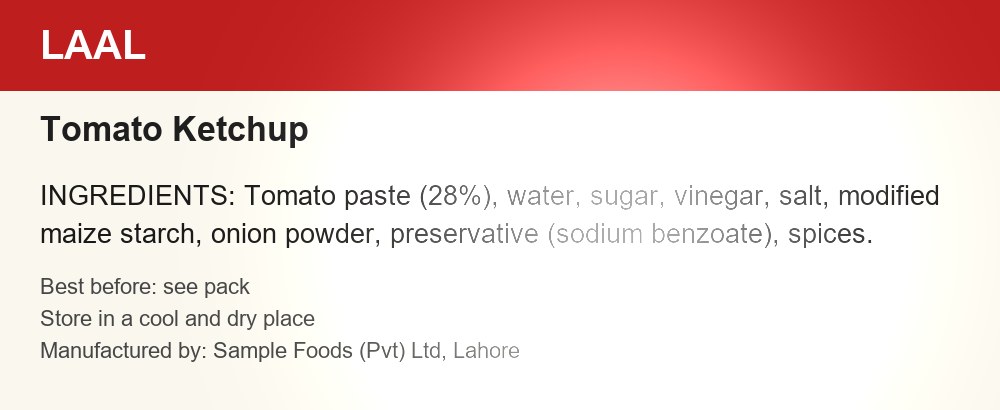 LAAL
Tomato Ketchup
INGREDIENTS: Tomato paste (28%), water, sugar, vinegar, salt, modified
maize starch, onion powder, preservative (sodium benzoate), spices.
Best before: see pack
Store in a cool and dry place
Manufactured by: Sample Foods (Pvt) Ltd, Lahore